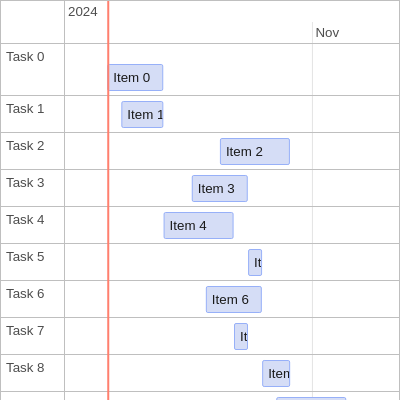 2024
Nov
Task 0
Item 0
Task 1
Item 1
Task 2
Item 2
Task 3
Item 3
Task 4
Item 4
Task 5
It
Task 6
Item 6
Task 7
It
Task 8
Iten